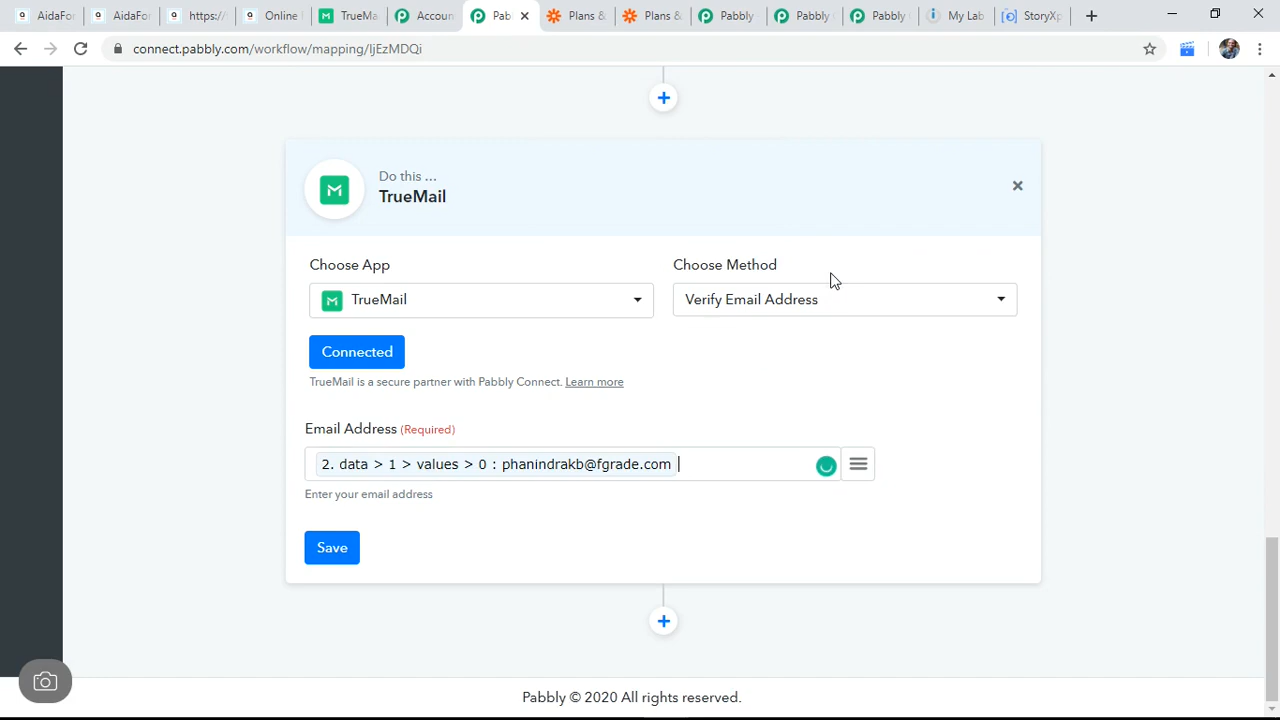 AidaFor
AidaFor
https://
Online
TrueMa
Accoun
Pab
Plans &
Plans &
Pabbly
Pabbly
Pabbly
My Lab
StoryXp
connect.pabbly.com/workflow/mapping/IjEzMDQi
Do this ...
TrueMail
Choose App
Choose Method
TrueMail
Verify Email Address
Connected
TrueMail is a secure partner with Pabbly Connect. Learn more
Email Address (Required)
2. data > 1 > values > 0 : phanindrakb@fgrade.com
Enter your email address
Save
Pabbly © 2020 All rights reserved.